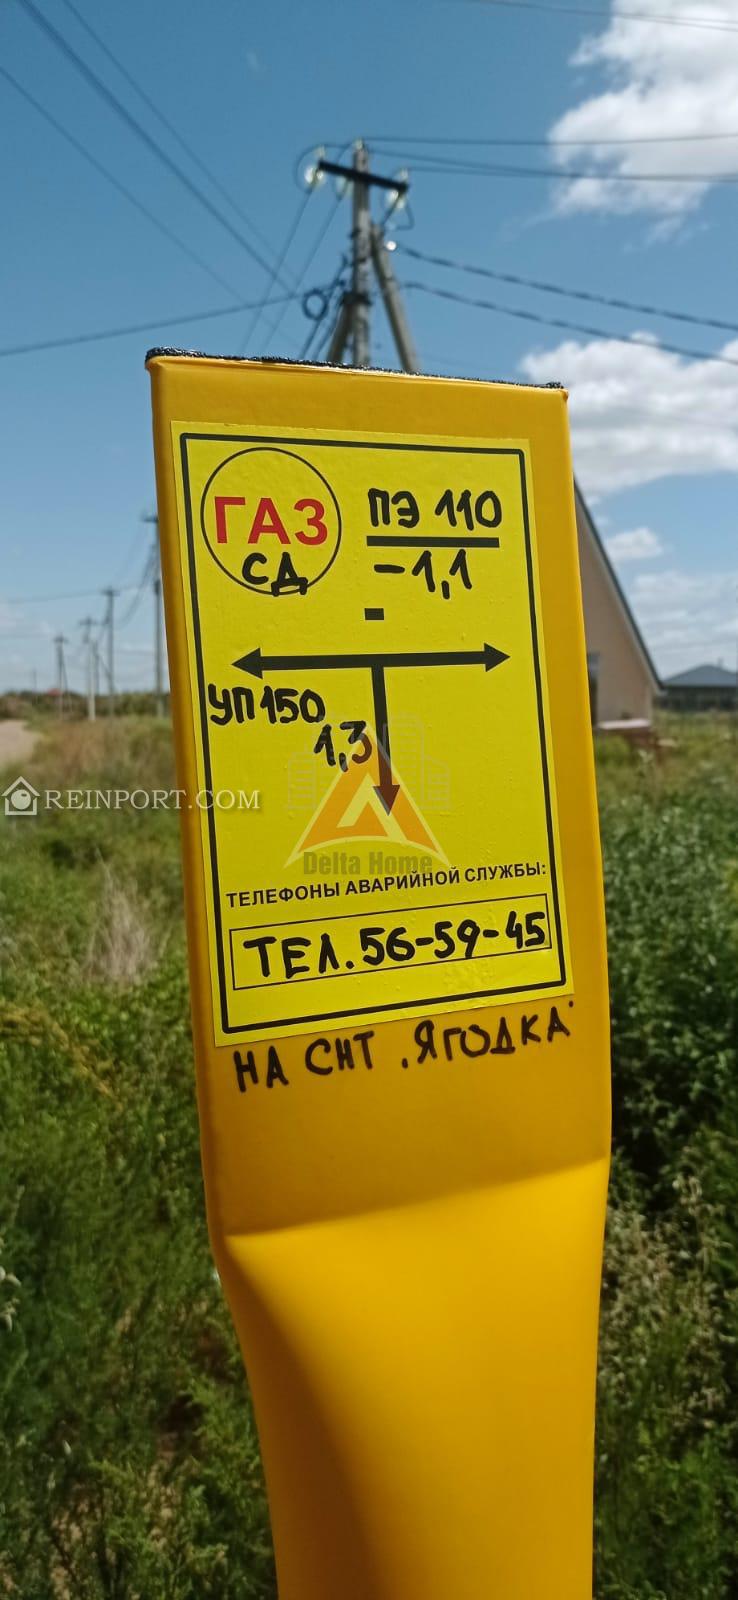 ГАЗ
СД
ПЭ 110
-1,1
-
УП150
1,3
REINPORT.COM
Delta Home
ТЕЛЕФОНЫ АВАРИЙНОЙ СЛУЖБЫ:
ТЕЛ. 56-59-45
НА СНТ "ЯГОДКА"